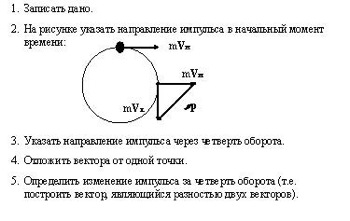 1. Записать дано.
2. На рисунке указать направление импульса в начальный момент
времени:
mVн
mVн
mVк
p
3. Указать направление импульса через четверть оборота.
4. Отложить вектора от одной точки.
5. Определить изменение импульса за четверть оборота (т.е.
построить вектор, являющийся разностью двух векторов).